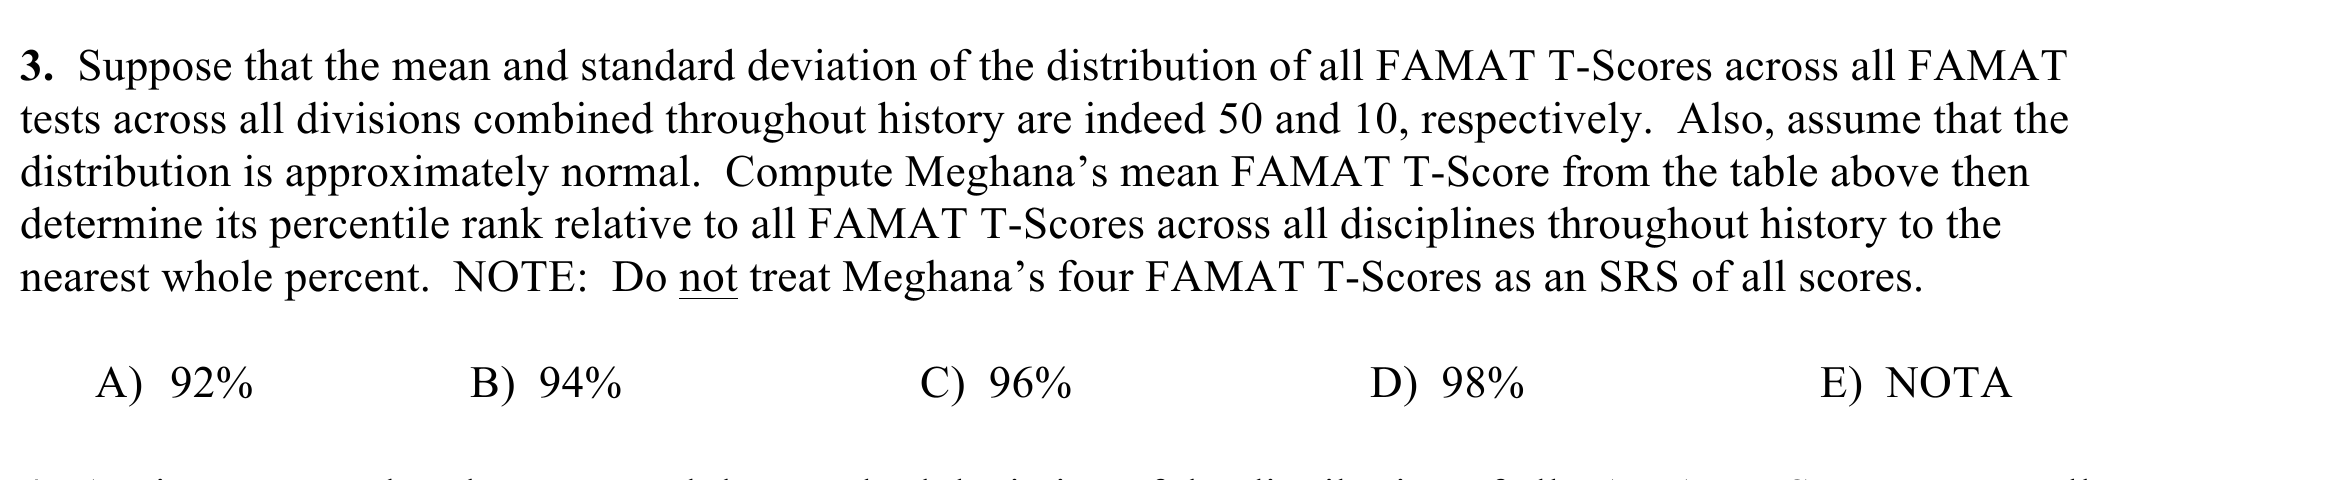 3. Suppose that the mean and standard deviation of the distribution of all FAMAT T-Scores across all FAMAT
tests across all divisions combined throughout history are indeed 50 and 10, respectively. Also, assume that the
distribution is approximately normal. Compute Meghana's mean FAMAT T-Score from the table above then
determine its percentile rank relative to all FAMAT T-Scores across all disciplines throughout history to the
nearest whole percent. NOTE: Do not treat Meghana's four FAMAT T-Scores as an SRS of all scores.
A) 92% B) 94% C) 96% D) 98% E) NOTA